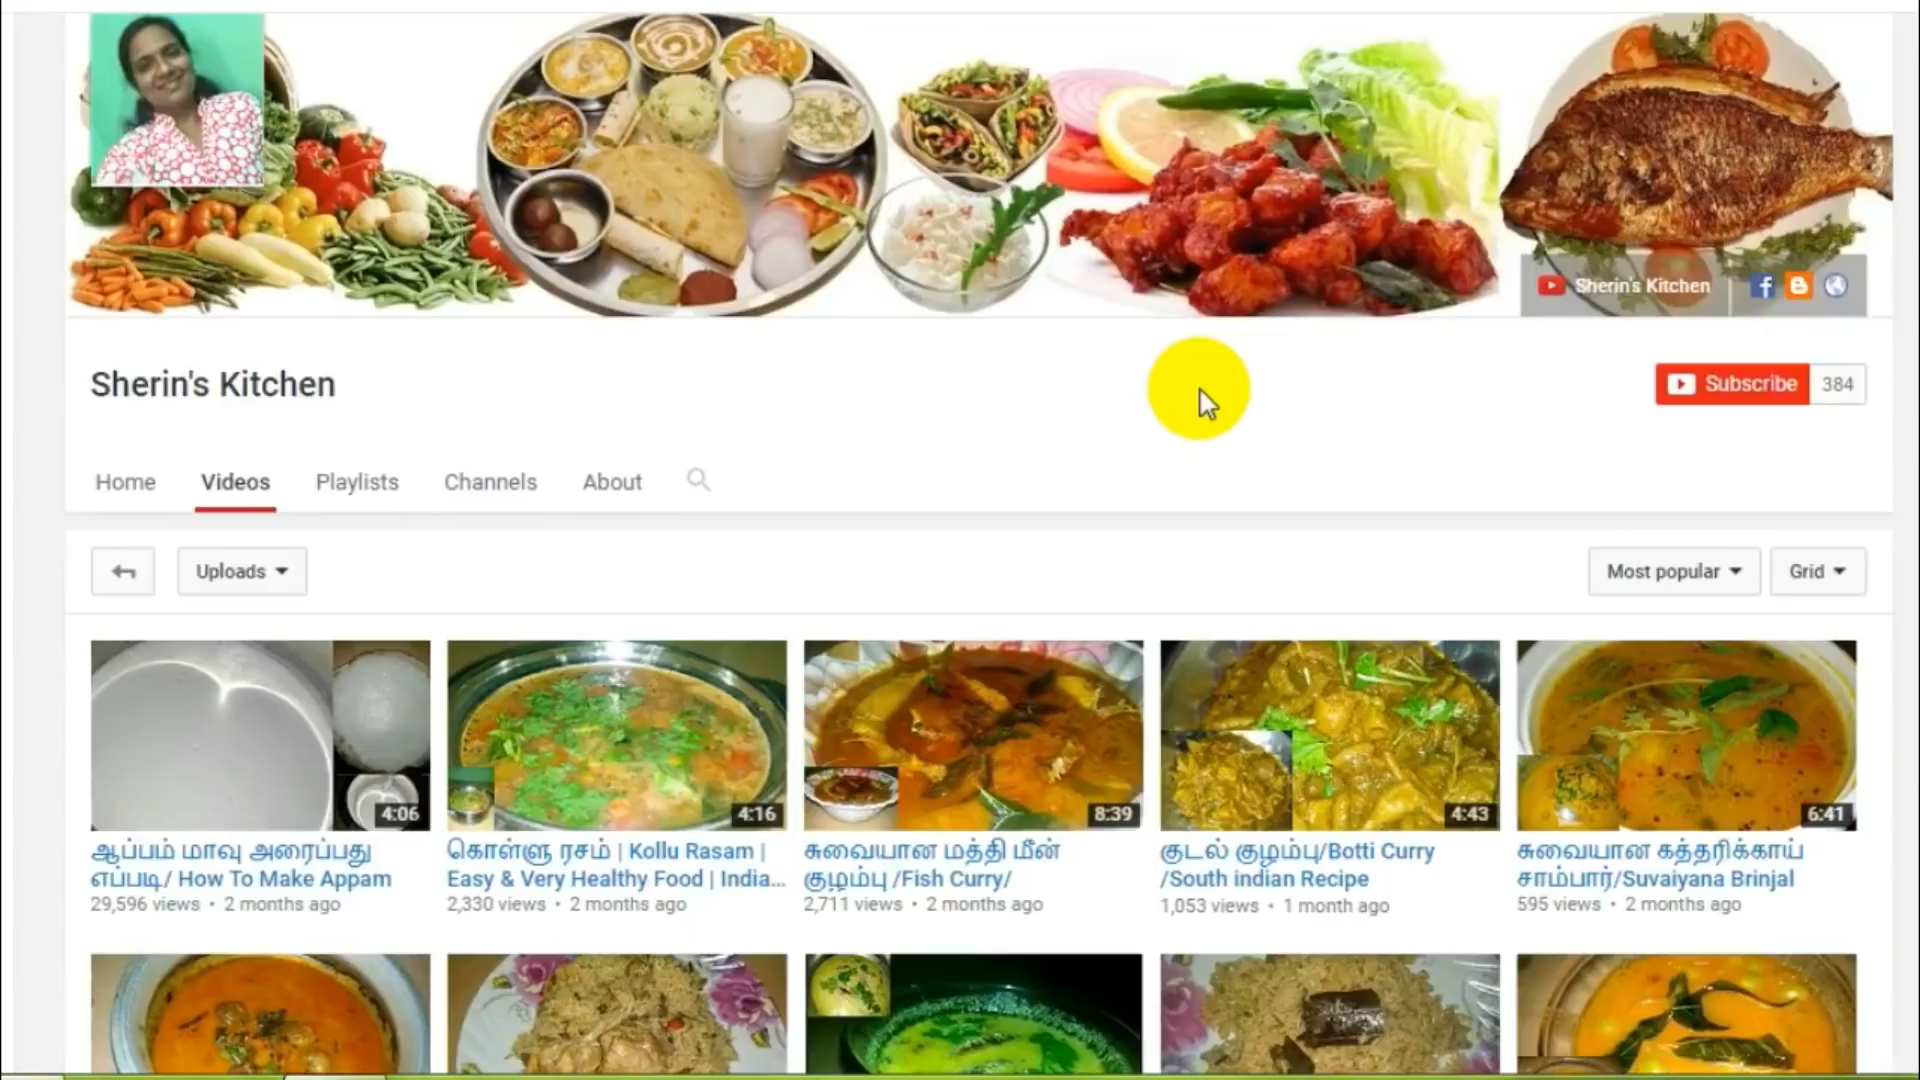 Sherin's Kitchen
Sherin's Kitchen
Subscribe 384
Home Videos Playlists Channels About
Uploads
Most popular Grid
4:06
4:16
8:39
4:43
6:41
ஆப்பம் மாவு அரைப்பது
எப்படி/ How To Make Appam
29,596 views • 2 months ago
கொள்ளு ரசம் | Kollu Rasam |
Easy & Very Healthy Food | India...
2,330 views • 2 months ago
சுவையான மத்தி மீன்
குழம்பு /Fish Curry/
2,711 views • 2 months ago
குடல் குழம்பு/Botti Curry
/South indian Recipe
1,053 views • 1 month ago
சுவையான கத்தரிக்காய்
சாம்பார்/Suvaiyana Brinjal
595 views • 2 months ago